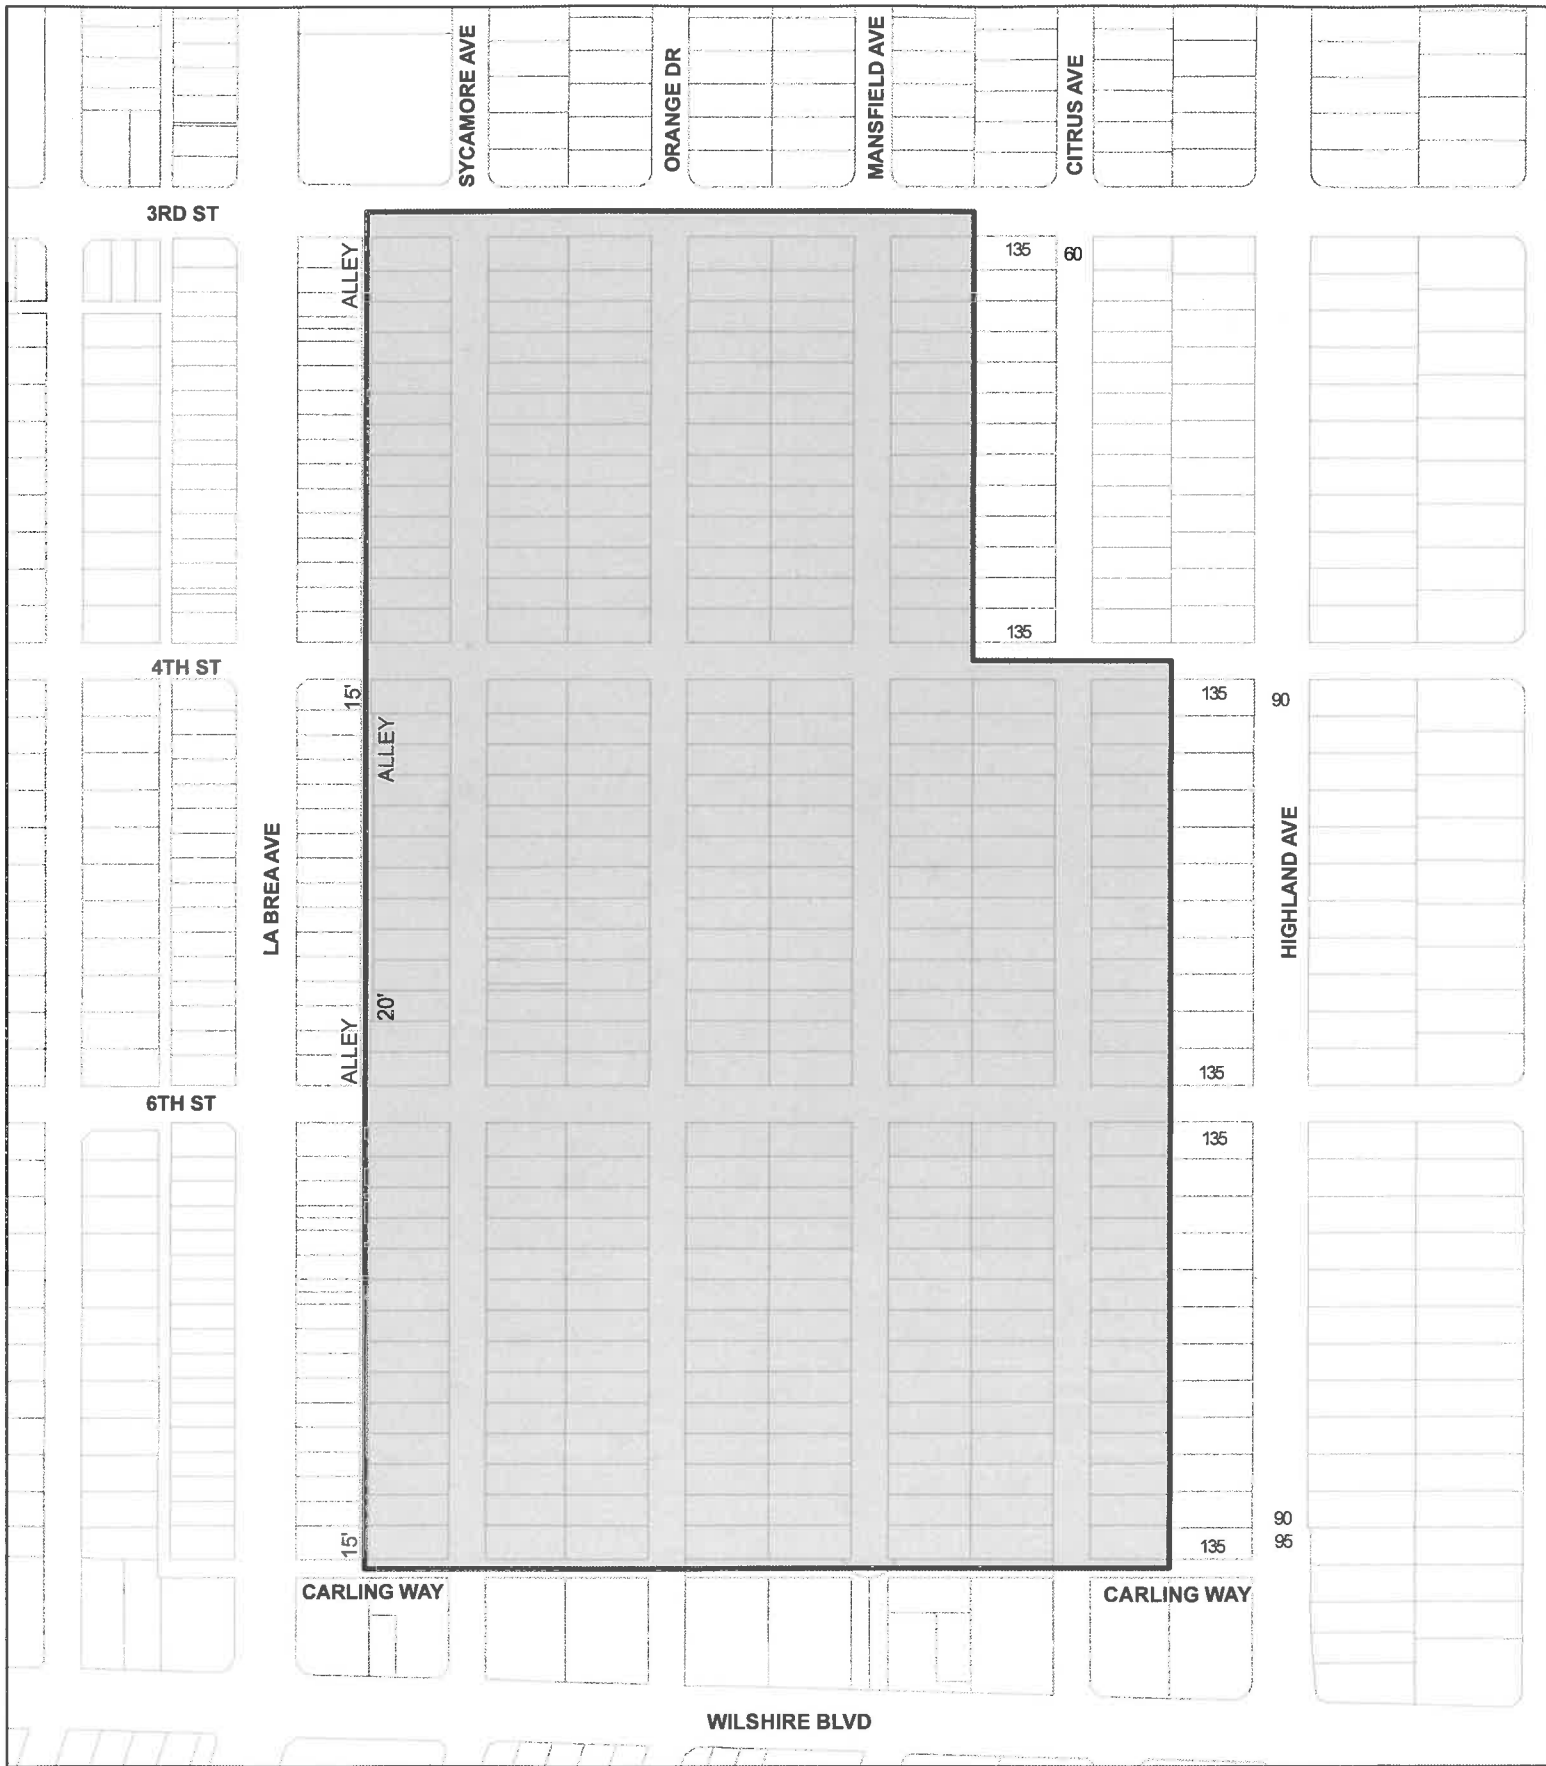 SYCAMORE AVE
ORANGE DR
MANSFIELD AVE
CITRUS AVE
3RD ST
ALLEY
135
60
135
4TH ST
15'
ALLEY
135
90
LA BREA AVE
HIGHLAND AVE
20'
ALLEY
135
6TH ST
135
15'
135
90
95
CARLING WAY
CARLING WAY
WILSHIRE BLVD